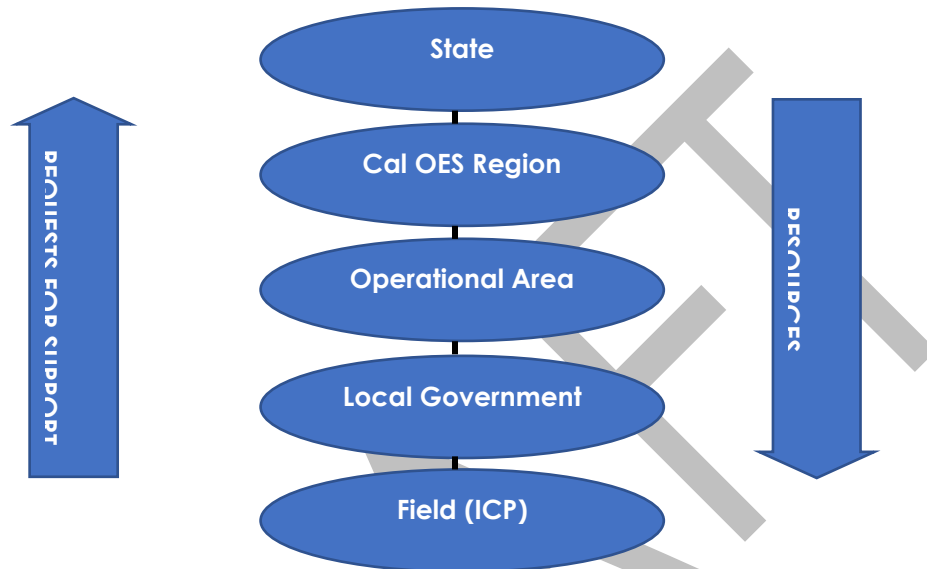 State
Cal OES Region
REQUESTS FOR SUPPORT
RESOURCES
Operational Area
Local Government
Field (ICP)